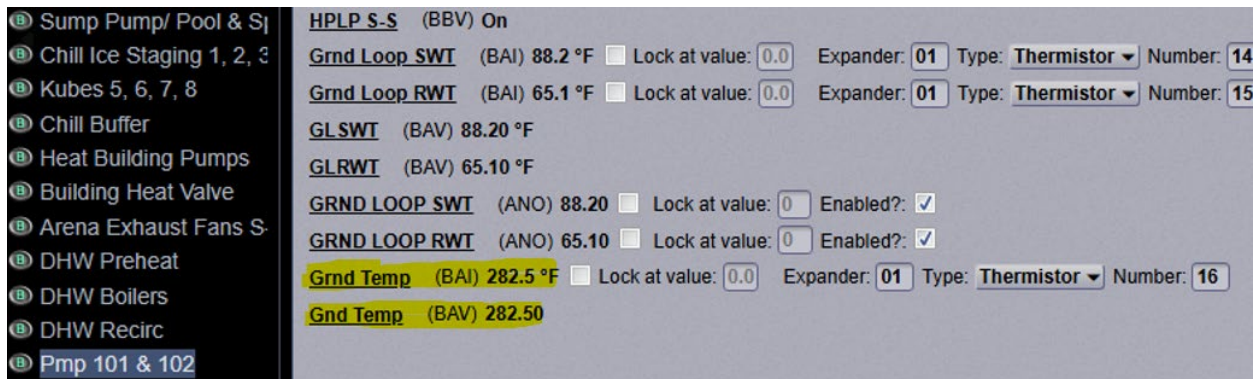 Sump Pump/ Pool & Sp
Chill Ice Staging 1, 2, 3
Kubes 5, 6, 7, 8
Chill Buffer
Heat Building Pumps
Building Heat Valve
Arena Exhaust Fans S-
DHW Preheat
DHW Boilers
DHW Recirc
Pmp 101 & 102
HPLP S-S (BBV) On
Grnd Loop SWT (BAI) 88.2 °F Lock at value: 0.0 Expander: 01 Type: Thermistor Number: 14
Grnd Loop RWT (BAI) 65.1 °F Lock at value: 0.0 Expander: 01 Type: Thermistor Number: 15
GLSWT (BAV) 88.20 °F
GLRWT (BAV) 65.10 °F
GRND LOOP SWT (ANO) 88.20 Lock at value: 0 Enabled?:
GRND LOOP RWT (ANO) 65.10 Lock at value: 0 Enabled?:
Grnd Temp (BAI) 282.5 °F Lock at value: 0.0 Expander: 01 Type: Thermistor Number: 16
Gnd Temp (BAV) 282.50